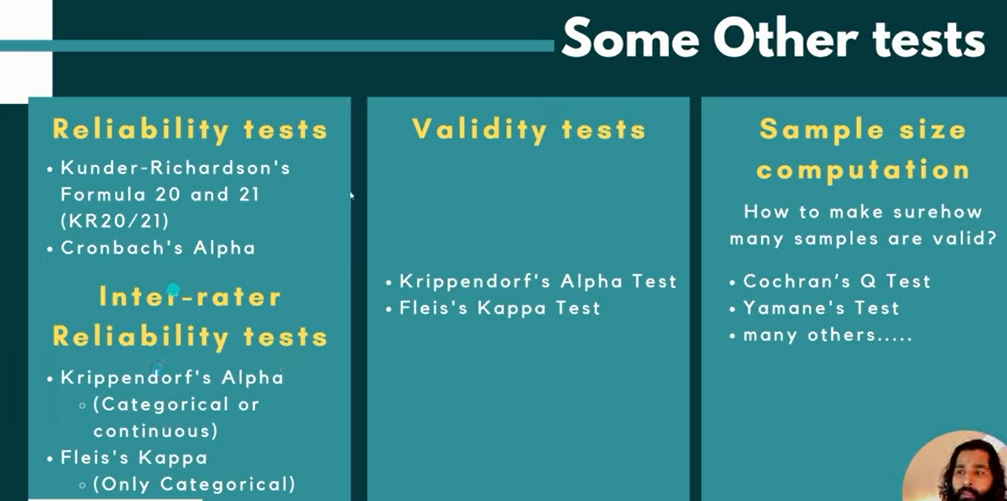 Some Other tests
Reliability tests
• Kunder-Richardson's
Formula 20 and 21
(KR20/21)
• Cronbach's Alpha
Inter-rater
Reliability tests
• Krippendorf's Alpha
◦ (Categorical or
continuous)
• Fleis's Kappa
◦ (Only Categorical)
Validity tests
• Krippendorf's Alpha Test
• Fleis's Kappa Test
Sample size
computation
How to make surehow
many samples are valid?
• Cochran's Q Test
• Yamane's Test
• many others.....